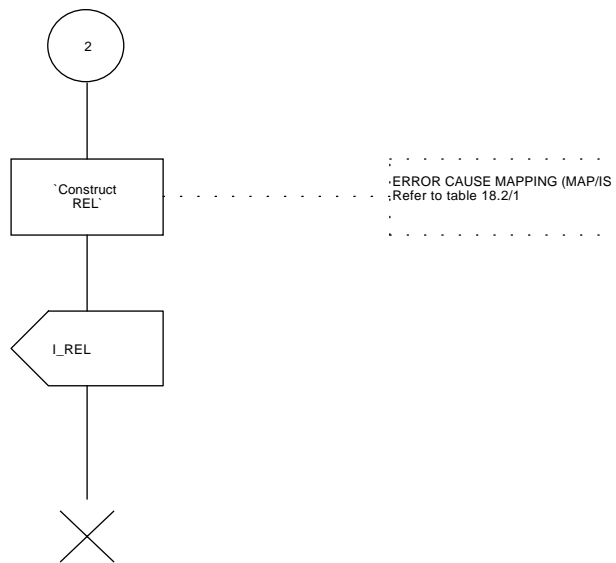 2
`Construct
REL`
ERROR CAUSE MAPPING (MAP/IS
Refer to table 18.2/1
I_REL